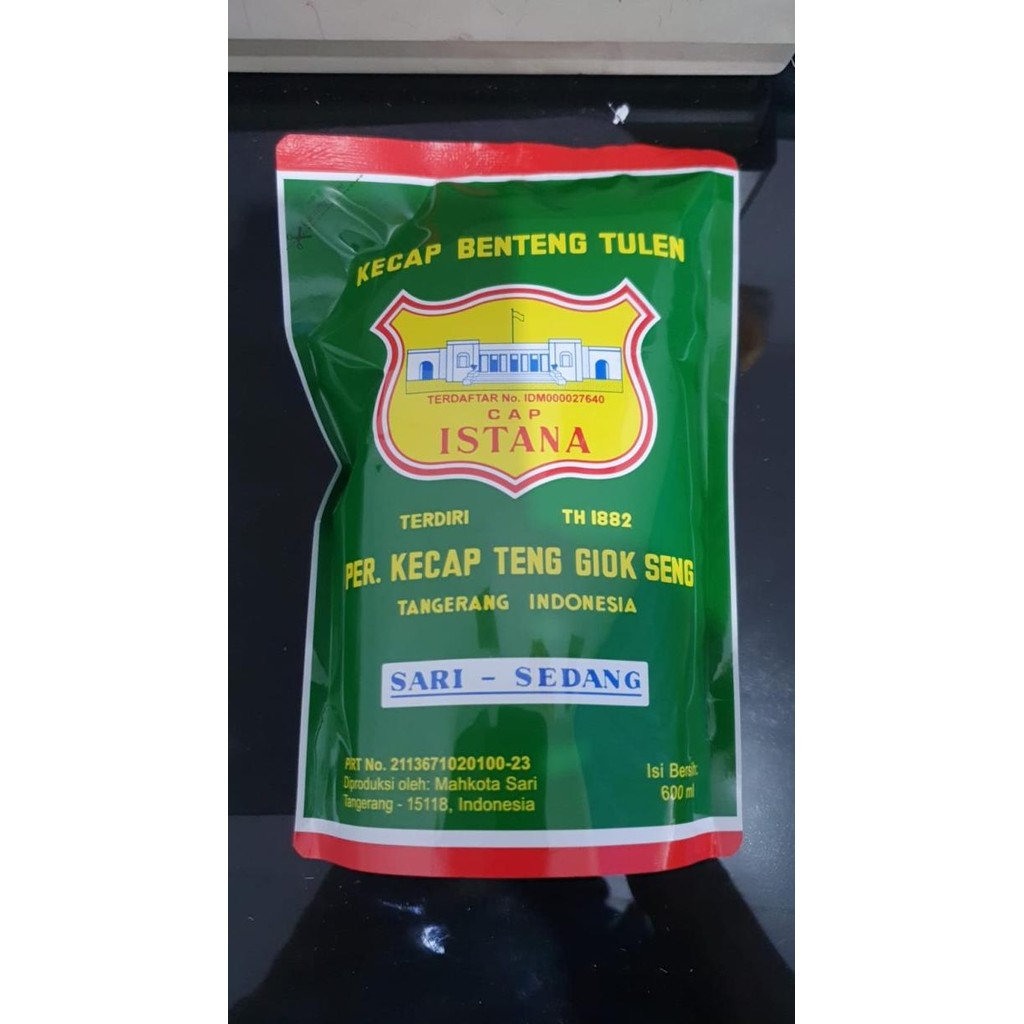 KECAP BENTENG TULEN
TERDAFTAR No. IDM000027640
CAP
ISTANA
TERDIRI TH 1882
PER. KECAP TENG GIOK SENG
TANGERANG INDONESIA
SARI - SEDANG
PIRT No. 2113671020100-23
Diproduksi oleh: Mahkota Sari
Tangerang - 15118, Indonesia
Isi Bersih:
600 ml